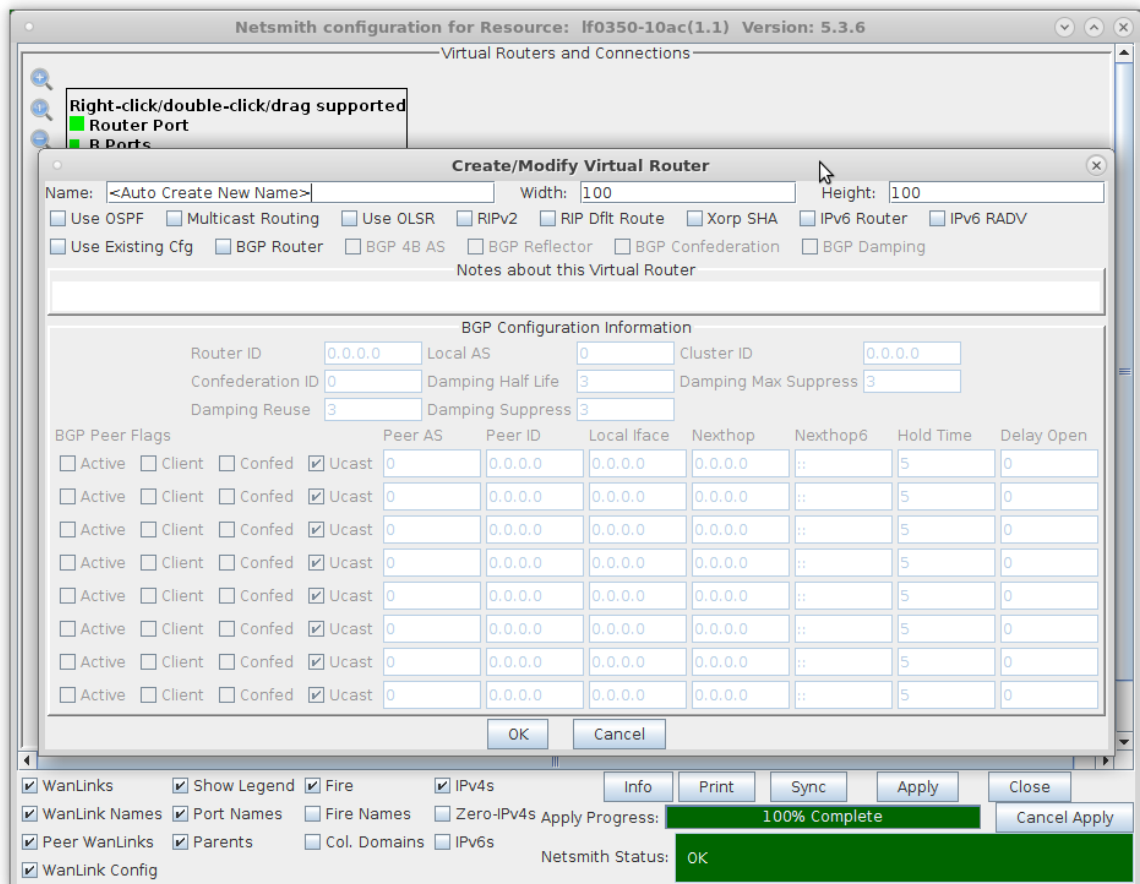 Netsmith configuration for Resource:  lf0350-10ac(1.1)  Version: 5.3.6
Virtual Routers and Connections
Right-click/double-click/drag supported
Router Port
R Ports
Create/Modify Virtual Router
Name: <Auto Create New Name> Width: 100 Height: 100
Use OSPF Multicast Routing Use OLSR RIPv2 RIP Dflt Route Xorp SHA IPv6 Router IPv6 RADV
Use Existing Cfg BGP Router BGP 4B AS BGP Reflector BGP Confederation BGP Damping
Notes about this Virtual Router
BGP Configuration Information
Router ID 0.0.0.0 Local AS 0 Cluster ID 0.0.0.0
Confederation ID 0 Damping Half Life 3 Damping Max Suppress 3
Damping Reuse 3 Damping Suppress 3
BGP Peer Flags Peer AS Peer ID Local Iface Nexthop Nexthop6 Hold Time Delay Open
Active Client Confed Ucast 0 0.0.0.0 0.0.0.0 0.0.0.0 :: 5 0
Active Client Confed Ucast 0 0.0.0.0 0.0.0.0 0.0.0.0 :: 5 0
Active Client Confed Ucast 0 0.0.0.0 0.0.0.0 0.0.0.0 :: 5 0
Active Client Confed Ucast 0 0.0.0.0 0.0.0.0 0.0.0.0 :: 5 0
Active Client Confed Ucast 0 0.0.0.0 0.0.0.0 0.0.0.0 :: 5 0
Active Client Confed Ucast 0 0.0.0.0 0.0.0.0 0.0.0.0 :: 5 0
Active Client Confed Ucast 0 0.0.0.0 0.0.0.0 0.0.0.0 :: 5 0
Active Client Confed Ucast 0 0.0.0.0 0.0.0.0 0.0.0.0 :: 5 0
OK Cancel
WanLinks Show Legend Fire IPv4s Info Print Sync Apply Close
WanLink Names Port Names Fire Names Zero-IPv4s Apply Progress: 100% Complete Cancel Apply
Peer WanLinks Parents Col. Domains IPv6s Netsmith Status: OK
WanLink Config